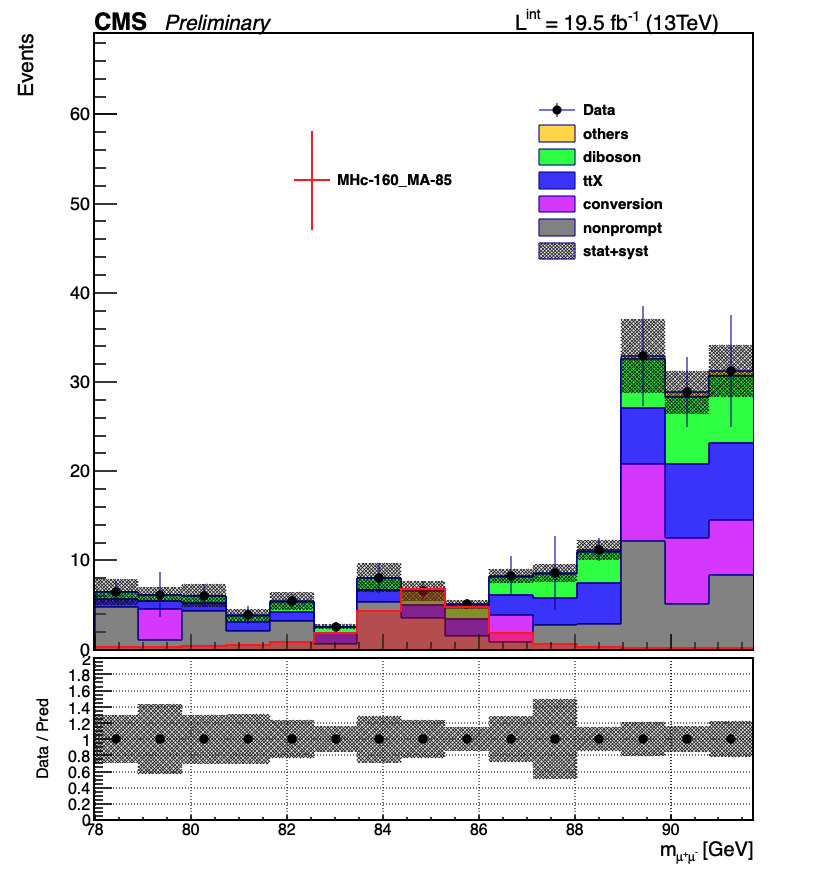 CMS Preliminary L^int = 19.5 fb^-1 (13TeV)
Events
60
50
40
30
20
10
0
Data
others
diboson
ttX
conversion
nonprompt
stat+syst
MHc-160_MA-85
Data / Pred
2
1.8
1.6
1.4
1.2
1
0.8
0.6
0.4
0.2
0
78 80 82 84 86 88 90
m_μ⁺μ⁻ [GeV]